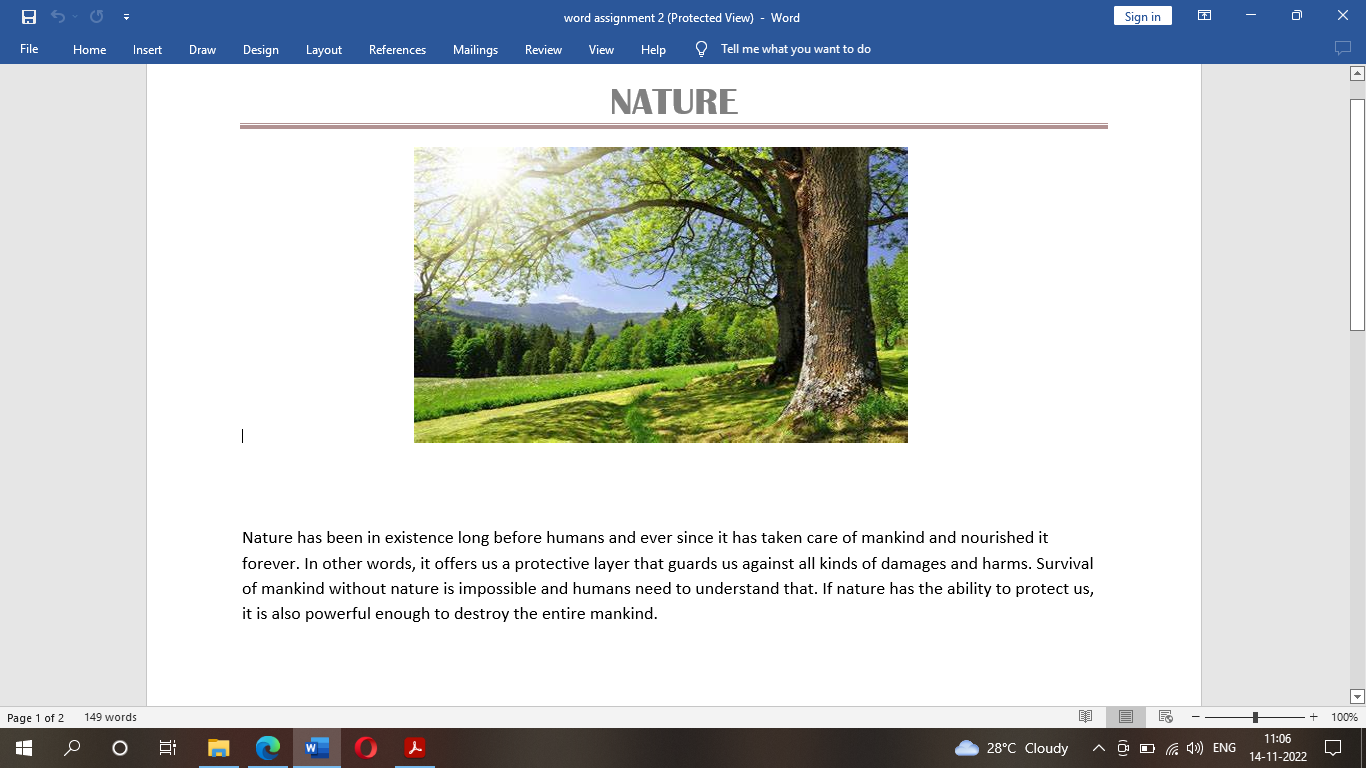 word assignment 2 (Protected View) - Word
Sign in
File Home Insert Draw Design Layout References Mailings Review View Help Tell me what you want to do
NATURE
Nature has been in existence long before humans and ever since it has taken care of mankind and nourished it
forever. In other words, it offers us a protective layer that guards us against all kinds of damages and harms. Survival
of mankind without nature is impossible and humans need to understand that. If nature has the ability to protect us,
it is also powerful enough to destroy the entire mankind.
Page 1 of 2 149 words
100%
28°C Cloudy
ENG
11:06
14-11-2022